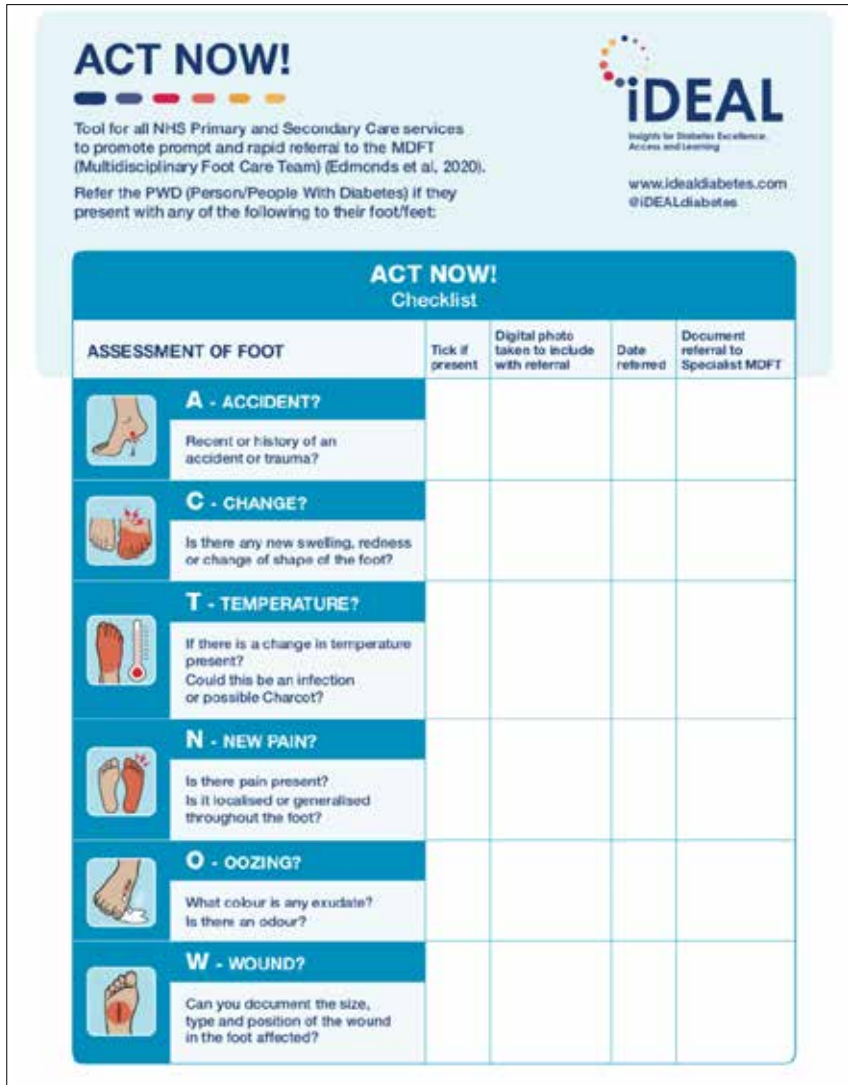 ACT NOW!
iDEAL
Insights for Diabetes Excellence,
Access and Learning
Tool for all NHS Primary and Secondary Care services
to promote prompt and rapid referral to the MDFT
(Multidisciplinary Foot Care Team) (Edmonds et al, 2020).
Refer the PWD (Person/People With Diabetes) if they
present with any of the following to their foot/feet:
www.idealdiabetes.com
@iDEALdiabetes
ACT NOW!
Checklist
ASSESSMENT OF FOOT
Tick if
present
Digital photo
taken to include
with referral
Date
referred
Document
referral to
Specialist MDFT
A - ACCIDENT?
Recent or history of an
accident or trauma?
C - CHANGE?
Is there any new swelling, redness
or change of shape of the foot?
T - TEMPERATURE?
If there is a change in temperature
present?
Could this be an infection
or possible Charcot?
N - NEW PAIN?
Is there pain present?
Is it localised or generalised
throughout the foot?
O - OOZING?
What colour is any exudate?
Is there an odour?
W - WOUND?
Can you document the size,
type and position of the wound
in the foot affected?